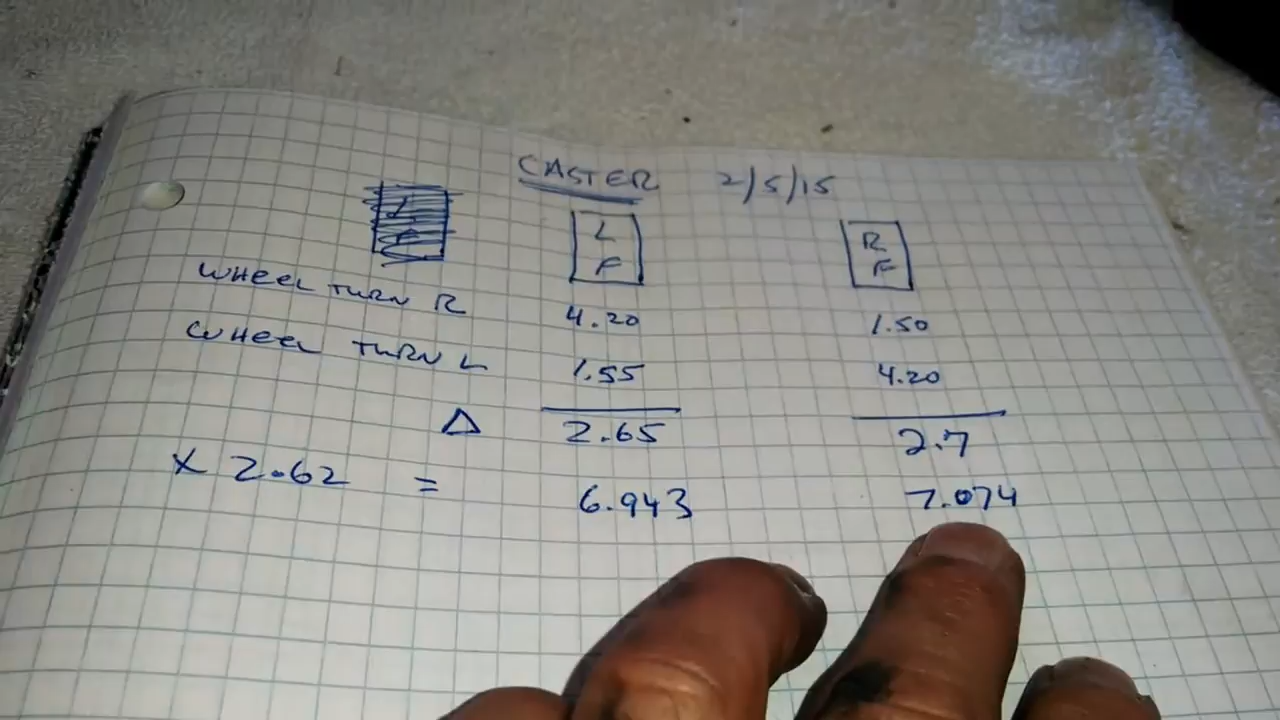 CASTER 2/5/15
L R
F F
WHEEL TURN R 4.20 1.50
WHEEL TURN L 1.55 4.20
Δ 2.65 2.7
x 2.62 = 6.943 7.074